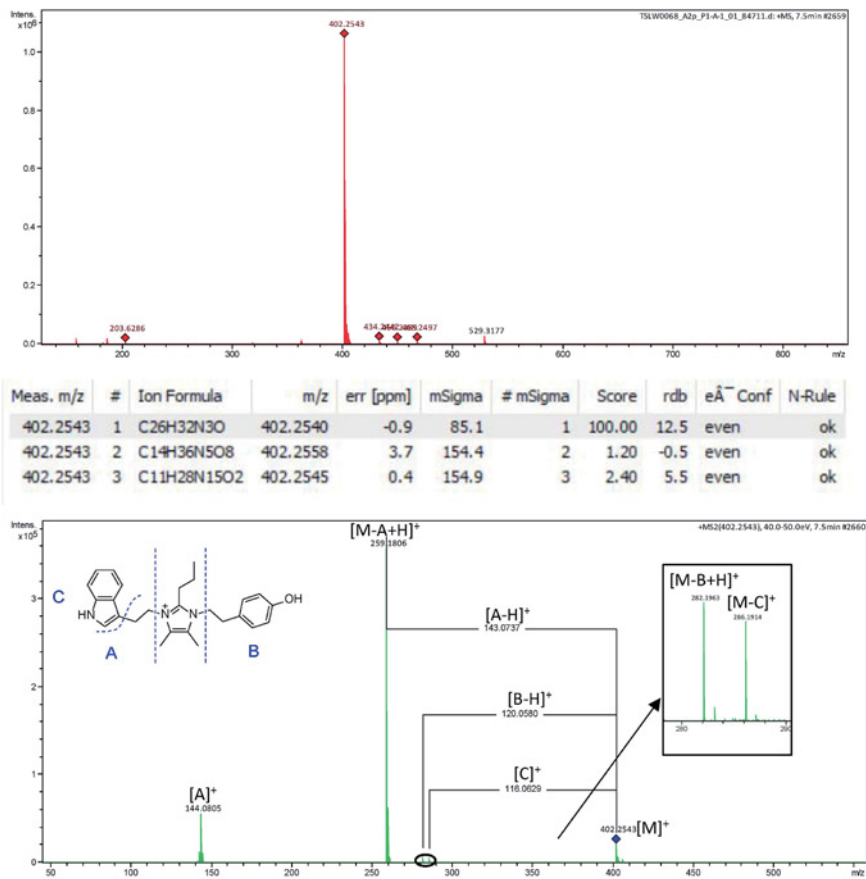 Intens.
x10⁶
402.2543
TSLW0068_A2p_P1-A-1_01_84711.d: +MS, 7.5min #2659
1.0
0.8
0.6
0.4
0.2
0.0
203.6286
529.3177
200
300
400
500
600
700
800
m/z
Meas. m/z # Ion Formula m/z err [ppm] mSigma # mSigma Score rdb eÂ¯ Conf N-Rule
402.2543 1 C26H32N3O 402.2540 -0.9 85.1 1 100.00 12.5 even ok
402.2543 2 C14H36N5O8 402.2558 3.7 154.4 2 1.20 -0.5 even ok
402.2543 3 C11H28N15O2 402.2545 0.4 154.9 3 2.40 5.5 even ok
Intens.
x10⁵
[M-A+H]⁺
259.1806
+MS2(402.2543), 40.0-50.0eV, 7.5min #2660
3
2
1
0
C
HN
A
N⁺
N
B
OH
[A-H]⁺
143.0737
[B-H]⁺
120.0580
[C]⁺
116.0629
[M-B+H]⁺
282.1963
[M-C]⁺
286.1914
280
290
[A]⁺
144.0805
402.2543
[M]⁺
50
100
150
200
250
300
350
400
450
500
m/z